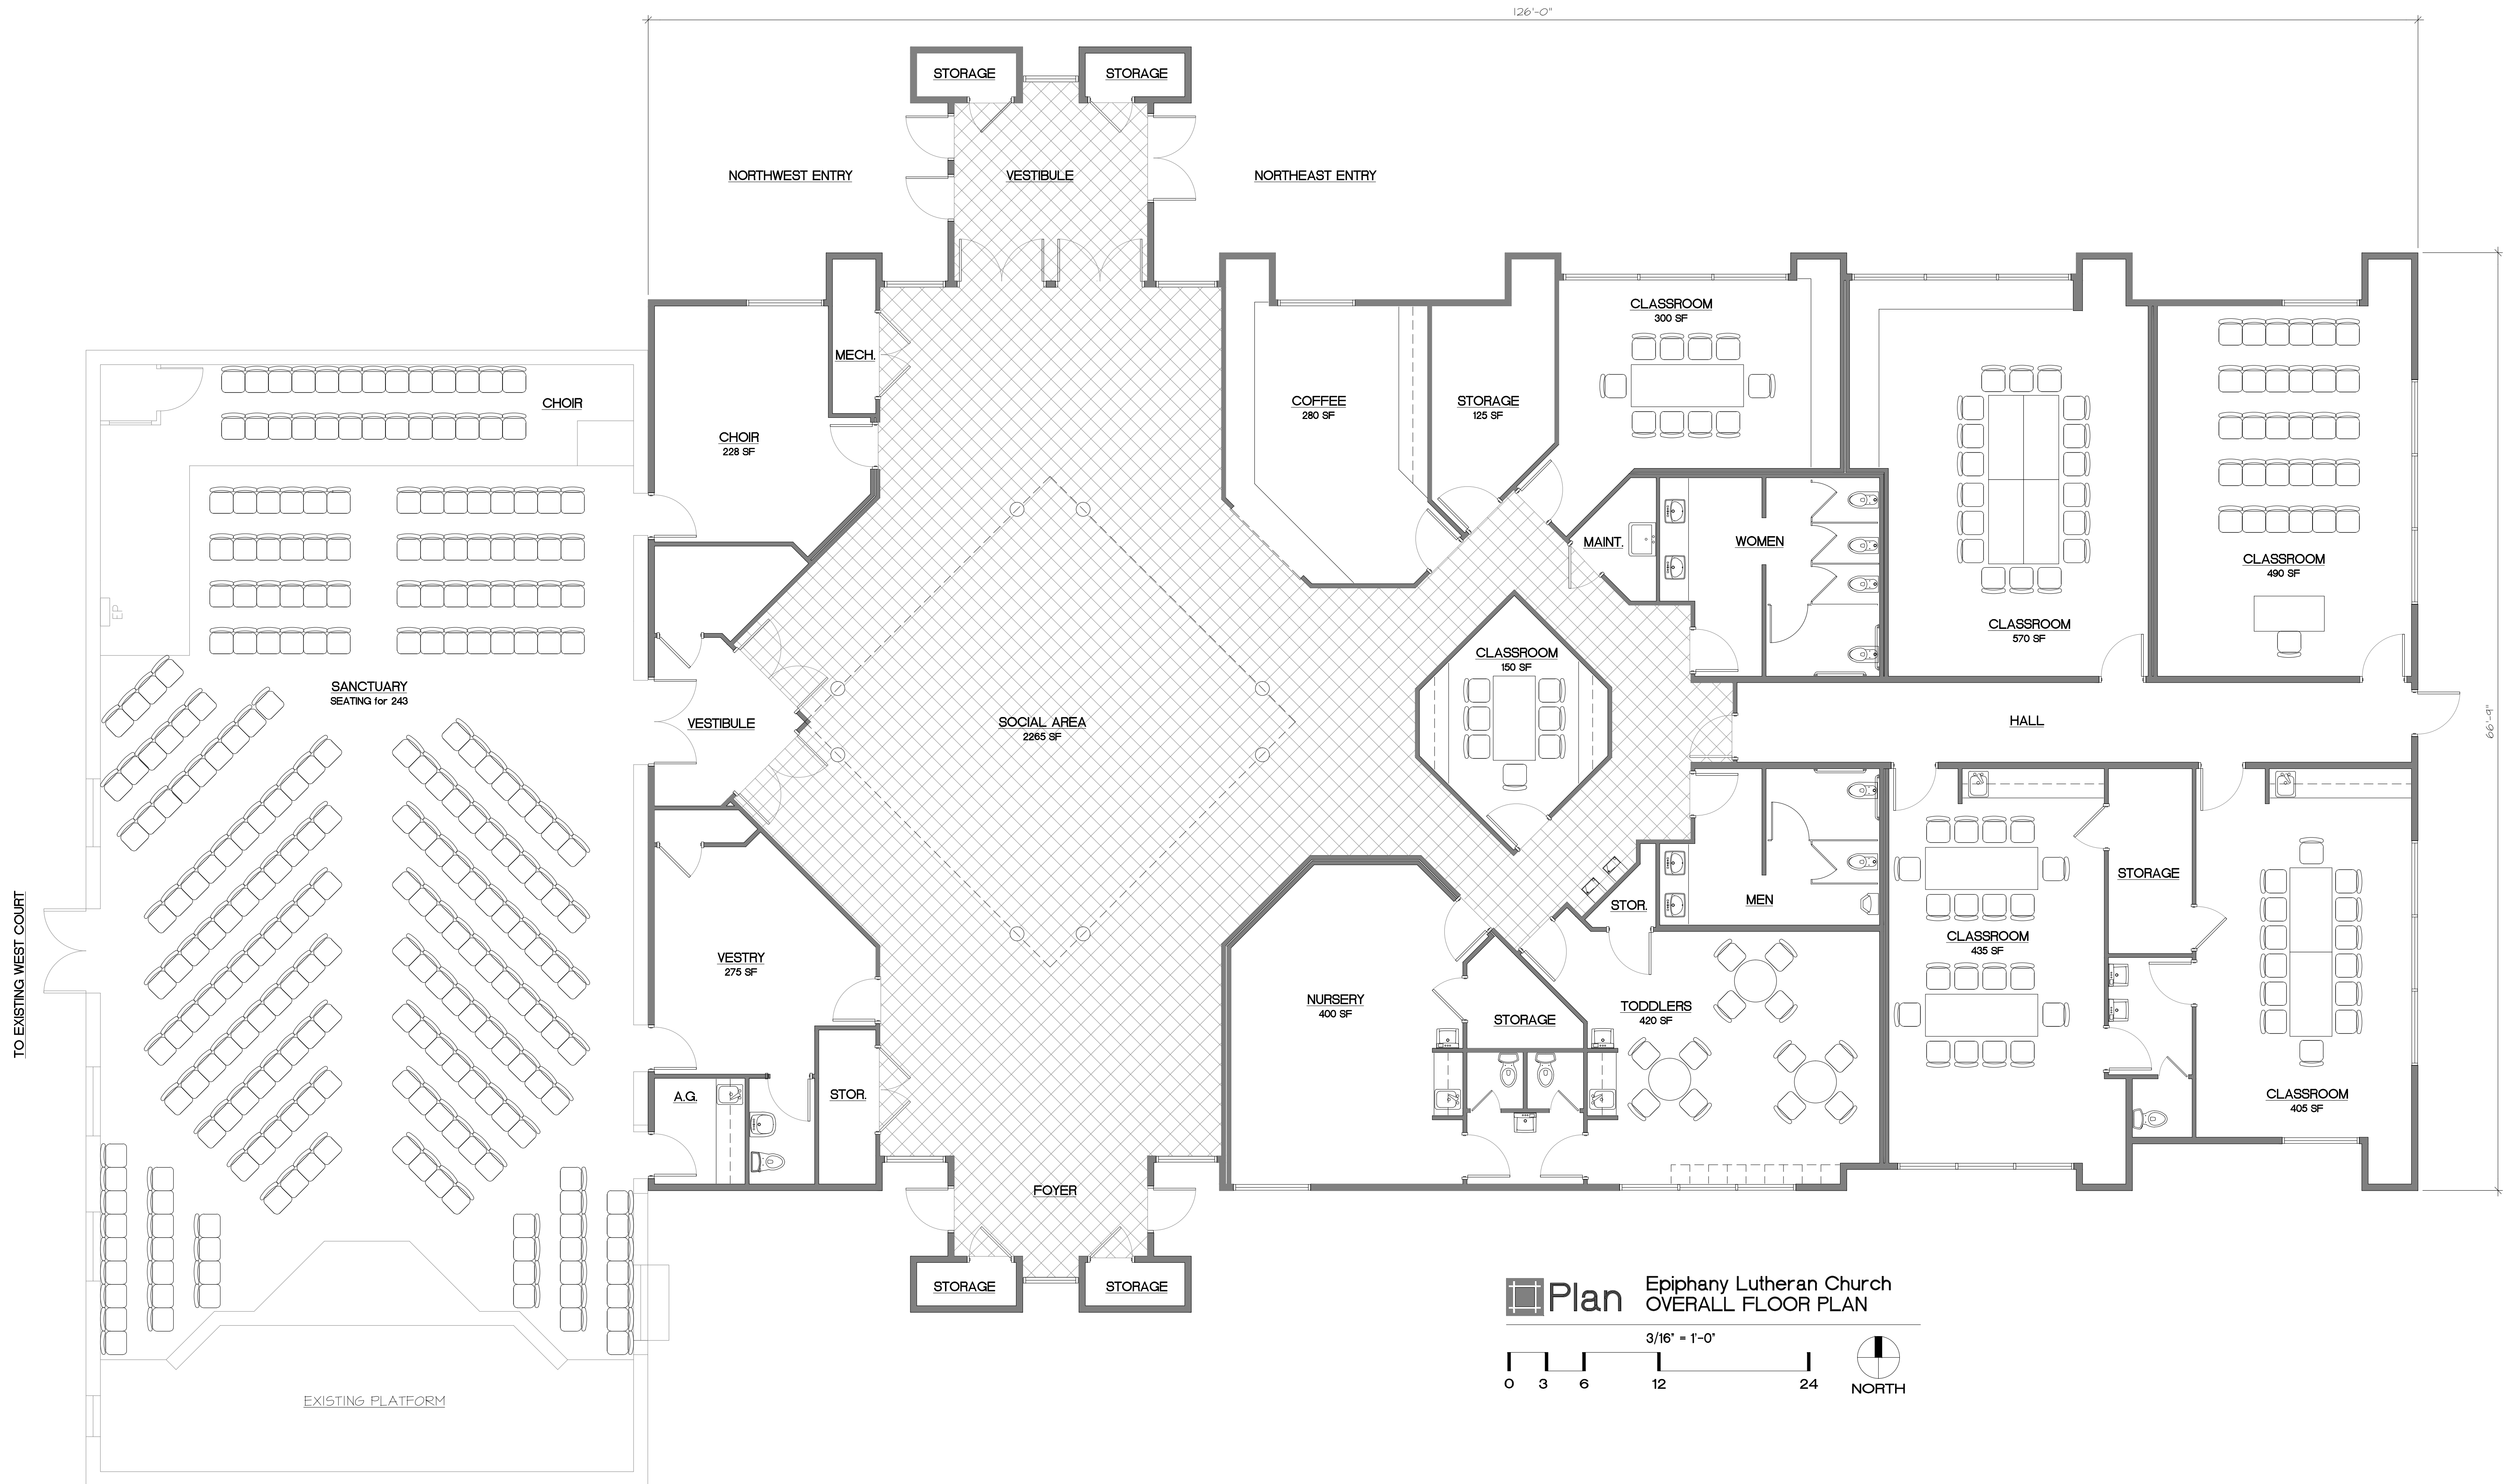 126'-0"
STORAGE
STORAGE
NORTHWEST ENTRY
VESTIBULE
NORTHEAST ENTRY
CLASSROOM
300 SF
MECH.
CHOIR
COFFEE
280 SF
STORAGE
125 SF
CHOIR
228 SF
MAINT.
WOMEN
CLASSROOM
490 SF
EP
CLASSROOM
570 SF
CLASSROOM
150 SF
SANCTUARY
SEATING for 243
VESTIBULE
SOCIAL AREA
2265 SF
HALL
66'-9"
STORAGE
MEN
STOR.
CLASSROOM
435 SF
TO EXISTING WEST COURT
VESTRY
275 SF
NURSERY
400 SF
TODDLERS
420 SF
STORAGE
A.G.
STOR.
CLASSROOM
405 SF
FOYER
STORAGE
STORAGE
Plan
Epiphany Lutheran Church
OVERALL FLOOR PLAN
3/16" = 1'-0"
0 3 6 12 24
NORTH
EXISTING PLATFORM